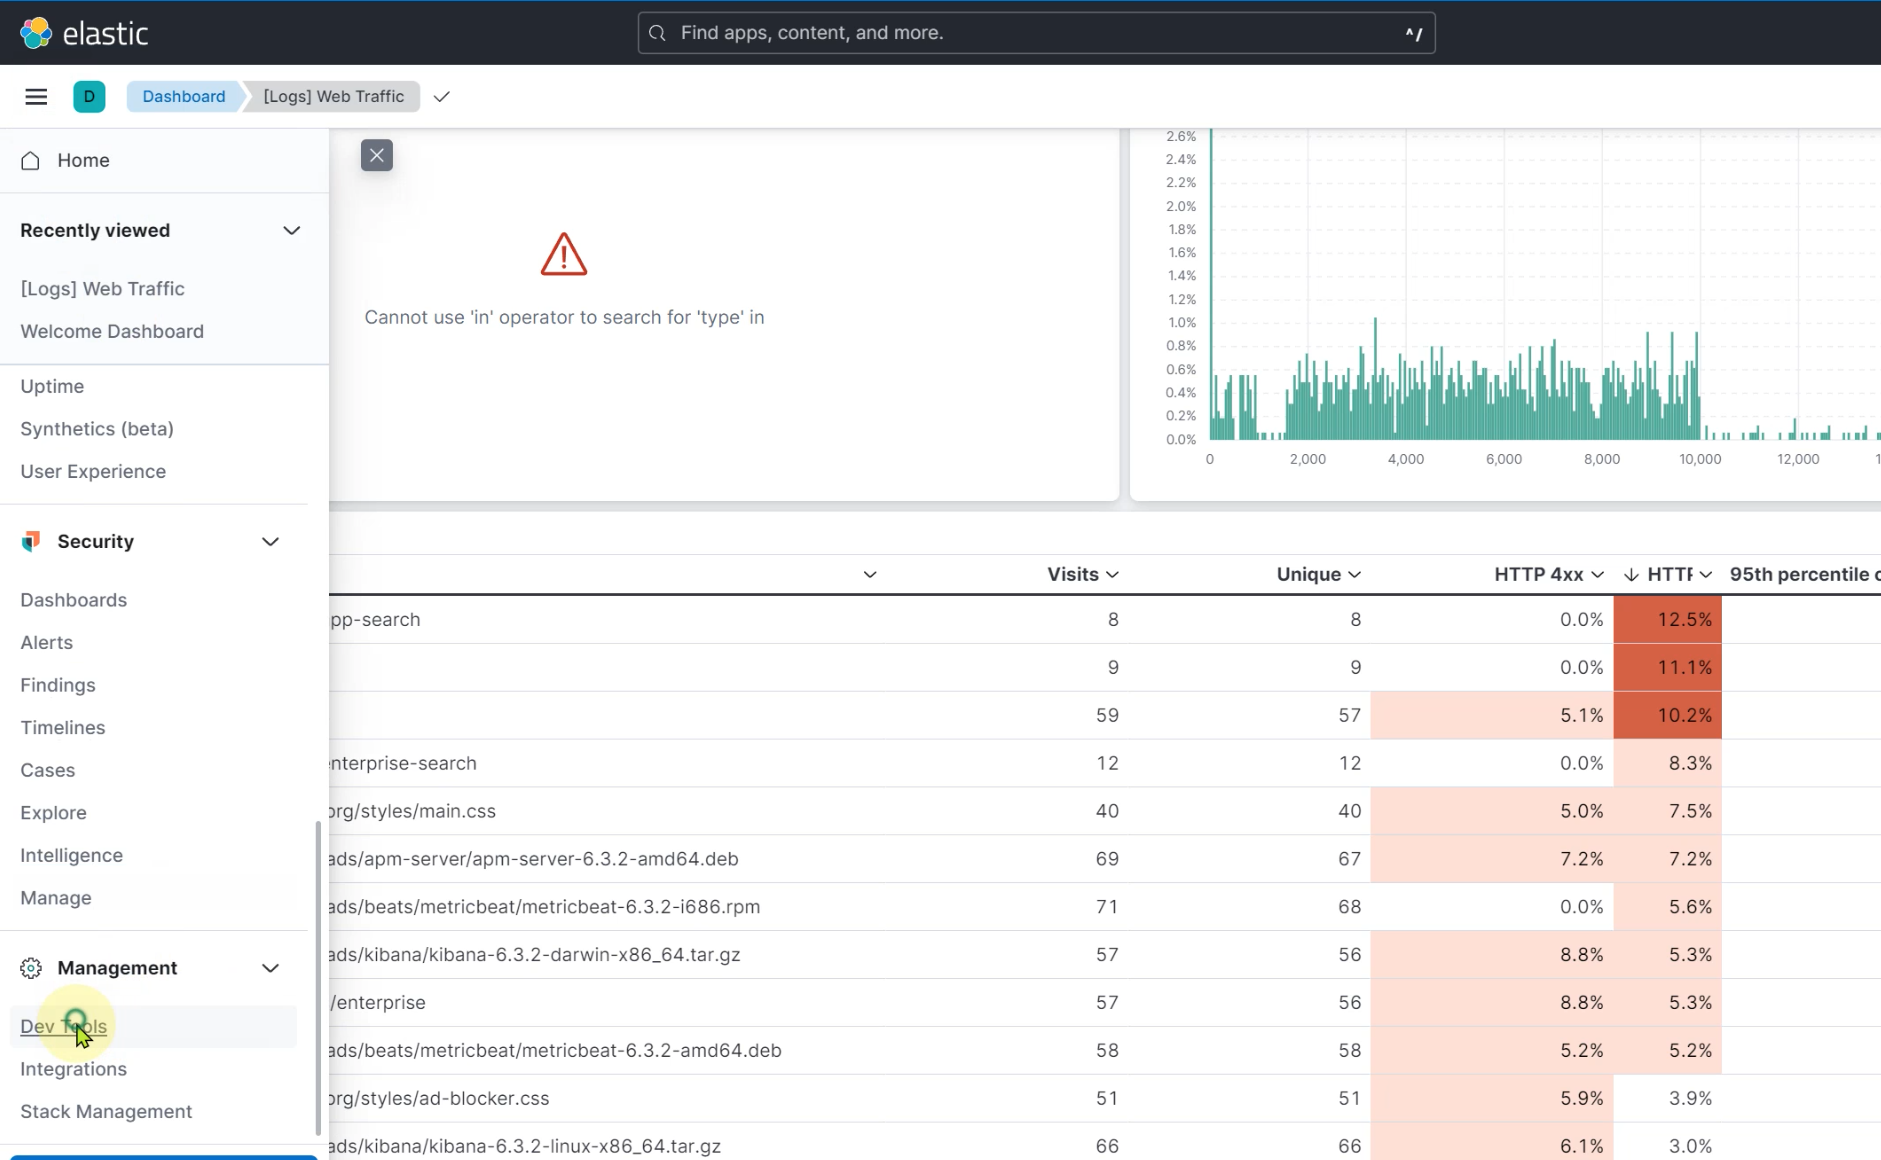 elastic
Find apps, content, and more.
^/
D
Dashboard
[Logs] Web Traffic
Home
Recently viewed
[Logs] Web Traffic
Welcome Dashboard
Uptime
Synthetics (beta)
User Experience
Security
Dashboards
Alerts
Findings
Timelines
Cases
Explore
Intelligence
Manage
Management
Dev Tools
Integrations
Stack Management
Cannot use 'in' operator to search for 'type' in
2.6%
2.4%
2.2%
2.0%
1.8%
1.6%
1.4%
1.2%
1.0%
0.8%
0.6%
0.4%
0.2%
0.0%
0 2,000 4,000 6,000 8,000 10,000 12,000
Visits Unique HTTP 4xx 95th percentile
pp-search 8 8 0.0% 12.5%
9 9 0.0% 11.1%
59 57 5.1% 10.2%
enterprise-search 12 12 0.0% 8.3%
org/styles/main.css 40 40 5.0% 7.5%
ads/apm-server/apm-server-6.3.2-amd64.deb 69 67 7.2% 7.2%
ads/beats/metricbeat/metricbeat-6.3.2-i686.rpm 71 68 0.0% 5.6%
ads/kibana/kibana-6.3.2-darwin-x86_64.tar.gz 57 56 8.8% 5.3%
/enterprise 57 56 8.8% 5.3%
ads/beats/metricbeat/metricbeat-6.3.2-amd64.deb 58 58 5.2% 5.2%
org/styles/ad-blocker.css 51 51 5.9% 3.9%
ads/kibana/kibana-6.3.2-linux-x86_64.tar.gz 66 66 6.1% 3.0%